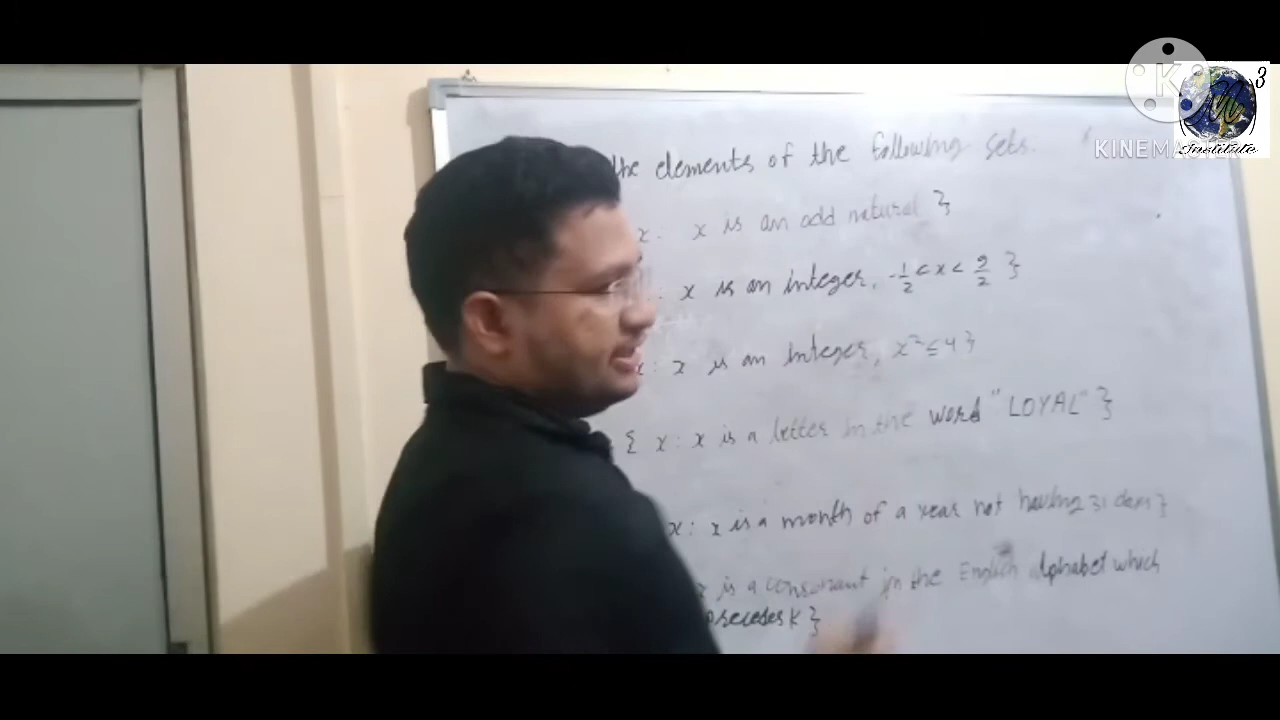 the elements of the following sets.
x: x is an odd natural }
: x is an integer, -1/2 < x < 9/2 }
x: x is an integer, x² ≤ 4 }
{ x : x is a letter in the word "LOYAL" }
x : x is a month of a year not having 31 days }
x is a consonant in the English alphabet which
precedes K }
KINEMASTER
3
Institute